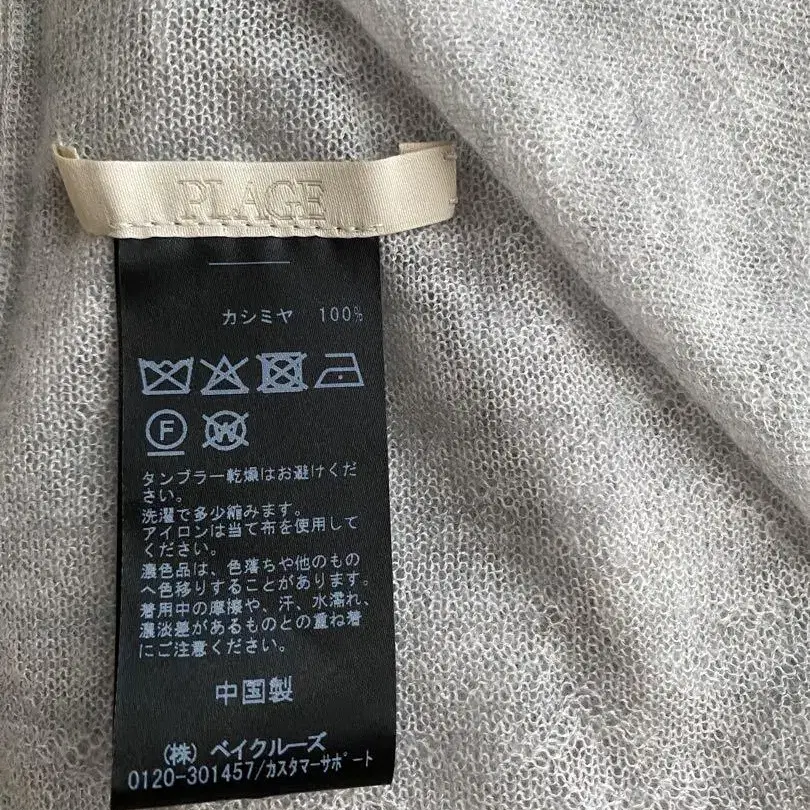 PLAGE
カシミヤ 100%
F
W
タンブラー乾燥はお避けくだ
さい。
洗濯で多少縮みます。
アイロンは当て布を使用して
ください。
濃色品は、色落ちや他のもの
へ色移りすることがあります。
着用中の摩擦や、汗、水濡れ、
濃淡差があるものとの重ね着
にご注意ください。
中国製
(株) ベイクルーズ
0120-301457/カスタマーサポート